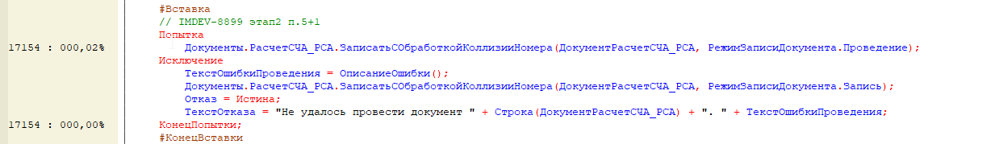 #Вставка
// IMDEV-8899 этап2 п.5+1
Попытка
17154 : 000,02% Документы.РасчетСЧА_РСА.ЗаписатьСОбработкойКоллизииНомера(ДокументРасчетСЧА_РСА, РежимЗаписиДокумента.Проведение);
Исключение
ТекстОшибкиПроведения = ОписаниеОшибки();
Документы.РасчетСЧА_РСА.ЗаписатьСОбработкойКоллизииНомера(ДокументРасчетСЧА_РСА, РежимЗаписиДокумента.Запись);
Отказ = Истина;
ТекстОтказа = "Не удалось провести документ " + Строка(ДокументРасчетСЧА_РСА) + ". " + ТекстОшибкиПроведения;
17154 : 000,00% КонецПопытки;
#КонецВставки